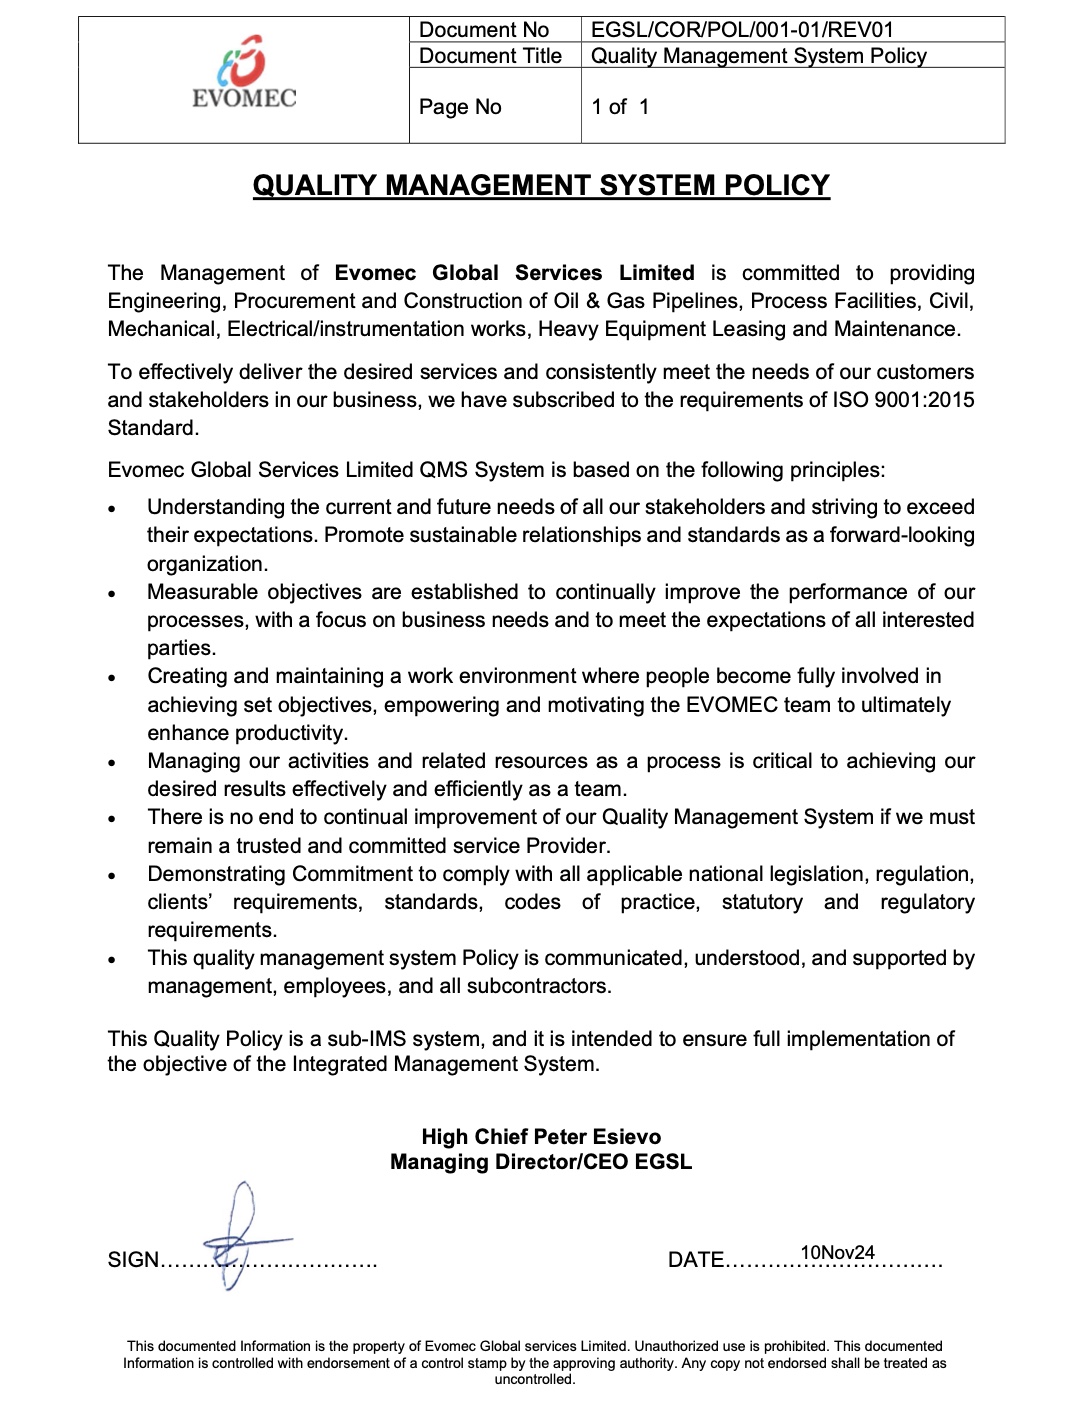 EVOMEC
Document No EGSL/COR/POL/001-01/REV01
Document Title Quality Management System Policy
Page No 1 of 1
QUALITY MANAGEMENT SYSTEM POLICY
The Management of Evomec Global Services Limited is committed to providing
Engineering, Procurement and Construction of Oil & Gas Pipelines, Process Facilities, Civil,
Mechanical, Electrical/instrumentation works, Heavy Equipment Leasing and Maintenance.
To effectively deliver the desired services and consistently meet the needs of our customers
and stakeholders in our business, we have subscribed to the requirements of ISO 9001:2015
Standard.
Evomec Global Services Limited QMS System is based on the following principles:
• Understanding the current and future needs of all our stakeholders and striving to exceed
their expectations. Promote sustainable relationships and standards as a forward-looking
organization.
• Measurable objectives are established to continually improve the performance of our
processes, with a focus on business needs and to meet the expectations of all interested
parties.
• Creating and maintaining a work environment where people become fully involved in
achieving set objectives, empowering and motivating the EVOMEC team to ultimately
enhance productivity.
• Managing our activities and related resources as a process is critical to achieving our
desired results effectively and efficiently as a team.
• There is no end to continual improvement of our Quality Management System if we must
remain a trusted and committed service Provider.
• Demonstrating Commitment to comply with all applicable national legislation, regulation,
clients’ requirements, standards, codes of practice, statutory and regulatory
requirements.
• This quality management system Policy is communicated, understood, and supported by
management, employees, and all subcontractors.
This Quality Policy is a sub-IMS system, and it is intended to ensure full implementation of
the objective of the Integrated Management System.
High Chief Peter Esievo
Managing Director/CEO EGSL
SIGN………………………….. DATE………………………… 10Nov24
This documented Information is the property of Evomec Global services Limited. Unauthorized use is prohibited. This documented
Information is controlled with endorsement of a control stamp by the approving authority. Any copy not endorsed shall be treated as
uncontrolled.